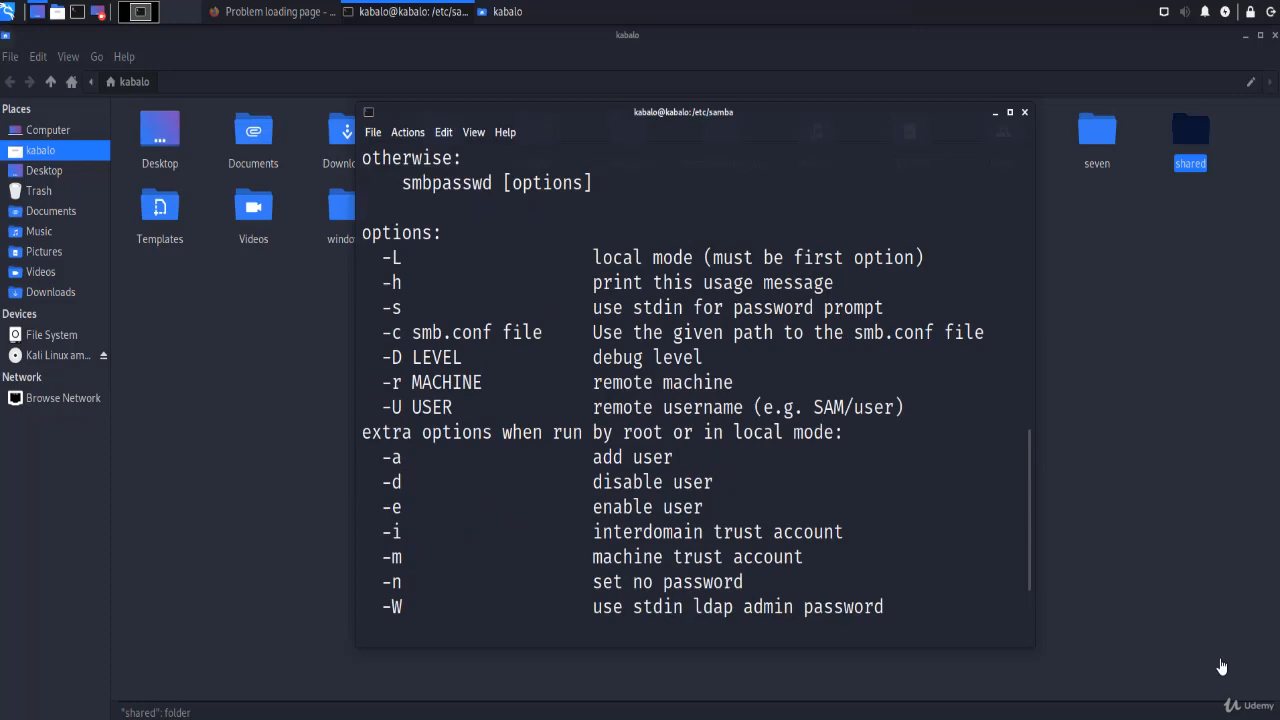 Problem loading page - ...
kabalo@kabalo: /etc/sa...
kabalo
kabalo
File Edit View Go Help
kabalo
Places
Computer
kabalo
Desktop
Trash
Documents
Music
Pictures
Videos
Downloads
Devices
File System
Kali Linux am...
Network
Browse Network
Desktop
Documents
Downlo
seven
shared
Templates
Videos
windo
kabalo@kabalo: /etc/samba
File Actions Edit View Help
otherwise:
smbpasswd [options]
options:
-L local mode (must be first option)
-h print this usage message
-s use stdin for password prompt
-c smb.conf file Use the given path to the smb.conf file
-D LEVEL debug level
-r MACHINE remote machine
-U USER remote username (e.g. SAM/user)
extra options when run by root or in local mode:
-a add user
-d disable user
-e enable user
-i interdomain trust account
-m machine trust account
-n set no password
-W use stdin ldap admin password
"shared": folder
Udemy